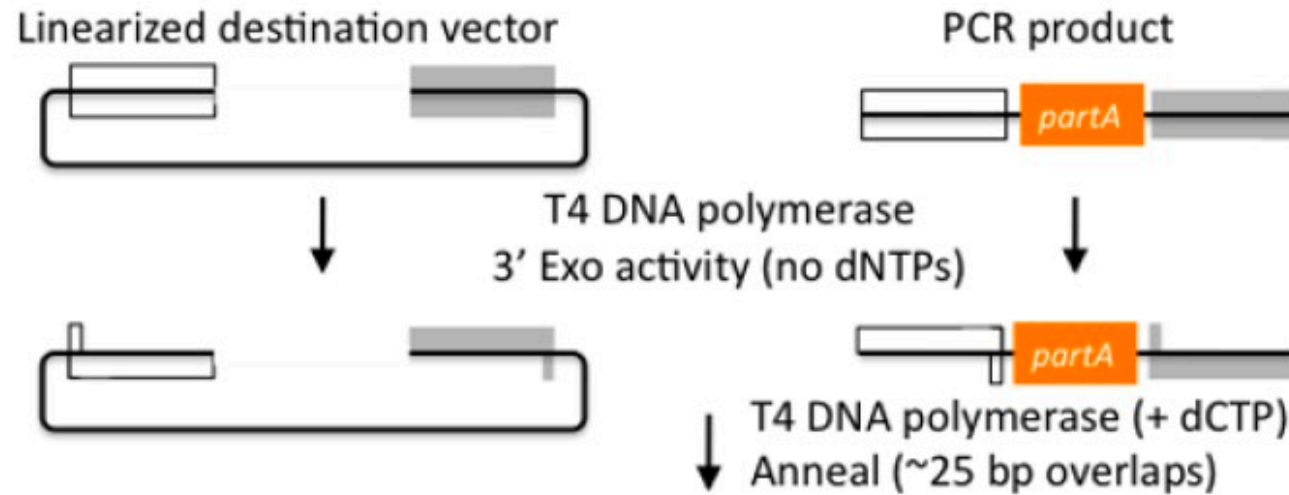 Linearized destination vector
PCR product
partA
T4 DNA polymerase
3’ Exo activity (no dNTPs)
partA
T4 DNA polymerase (+ dCTP)
Anneal (~25 bp overlaps)